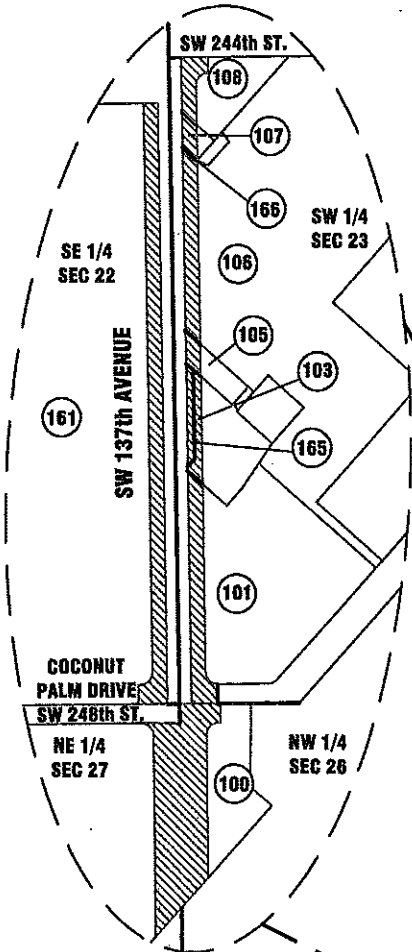 SW 244th ST.
108
107
166
SW 1/4
SEC 23
SE 1/4
SEC 22
106
SW 137th AVENUE
105
103
161
165
101
COCONUT
PALM DRIVE
SW 248th ST.
NE 1/4
SEC 27
NW 1/4
SEC 26
100